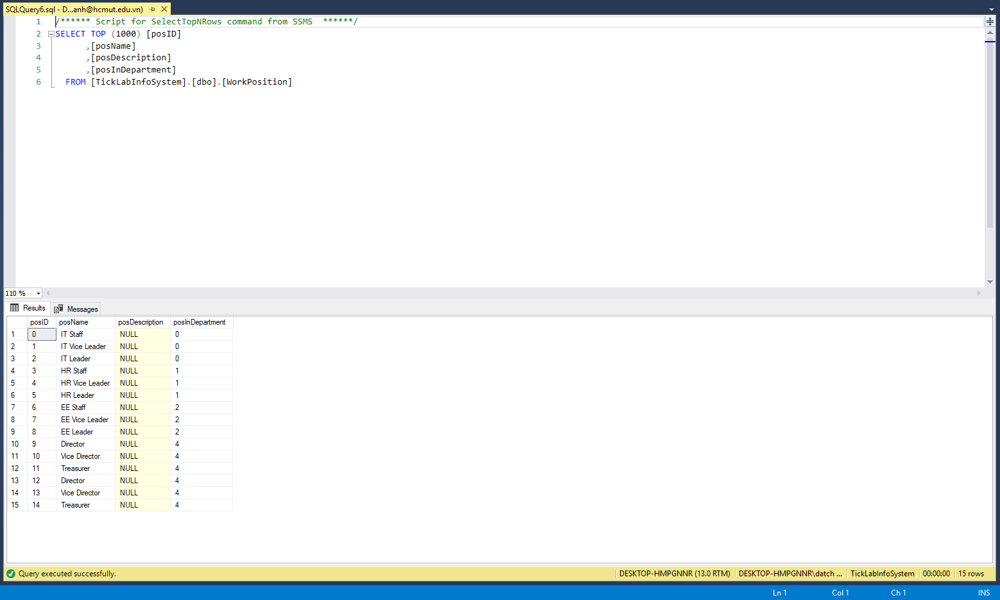 SQLQuery6.sql - D...anh@hcmut.edu.vn)
1 /****** Script for SelectTopNRows command from SSMS  ******/
2 SELECT TOP (1000) [posID]
3 ,[posName]
4 ,[posDescription]
5 ,[posInDepartment]
6 FROM [TickLabInfoSystem].[dbo].[WorkPosition]
110 %
Results Messages
posID posName posDescription posInDepartment
1 0 IT Staff NULL 0
2 1 IT Vice Leader NULL 0
3 2 IT Leader NULL 0
4 3 HR Staff NULL 1
5 4 HR Vice Leader NULL 1
6 5 HR Leader NULL 1
7 6 EE Staff NULL 2
8 7 EE Vice Leader NULL 2
9 8 EE Leader NULL 2
10 9 Director NULL 4
11 10 Vice Director NULL 4
12 11 Treasurer NULL 4
13 12 Director NULL 4
14 13 Vice Director NULL 4
15 14 Treasurer NULL 4
Query executed successfully. DESKTOP-HMPGNNR (13.0 RTM) DESKTOP-HMPGNNR\datch ... TickLabInfoSystem 00:00:00 15 rows
Ln 1 Col 1 Ch 1 INS